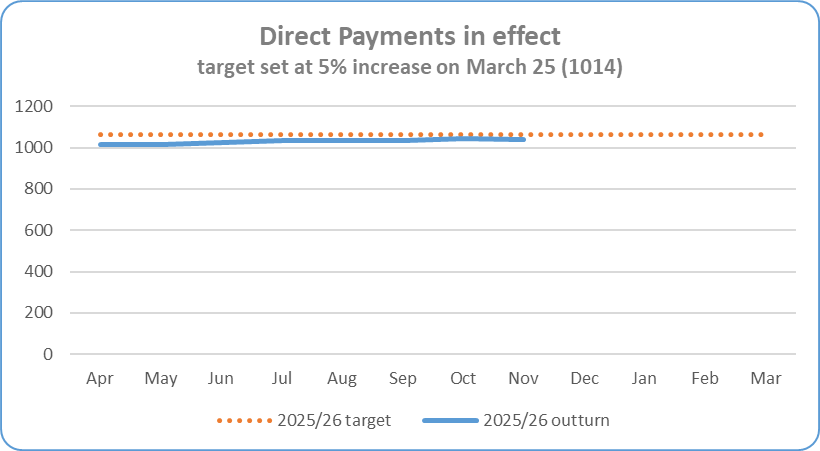 Direct Payments in effect
target set at 5% increase on March 25 (1014)
1200
1000
800
600
400
200
0
Apr May Jun Jul Aug Sep Oct Nov Dec Jan Feb Mar
2025/26 target 2025/26 outturn